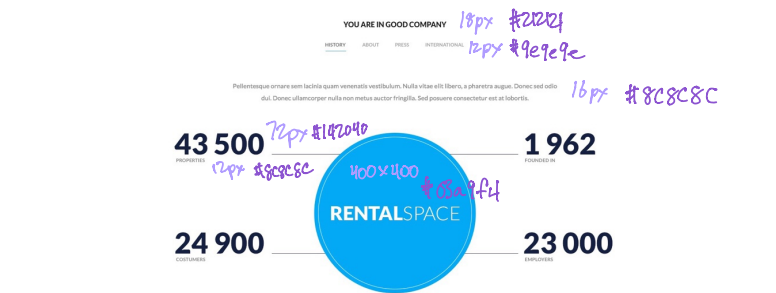 YOU ARE IN GOOD COMPANY 18px #212121
HISTORY ABOUT PRESS INTERNATIONAL 12px #9e9e9e
Pellentesque ornare sem lacinia quam venenatis vestibulum. Nulla vitae elit libero, a pharetra augue. Donec sed odio
dui. Donec ullamcorper nulla non metus auctor fringilla. Sed posuere consectetur est at lobortis. 16px #8C8C8C
43 500 72px #142040
PROPERTIES 12px #8C8C8C
1 962
FOUNDED IN
400x400
#03a9f4
RENTALSPACE
24 900
COSTUMERS
23 000
EMPLOYERS